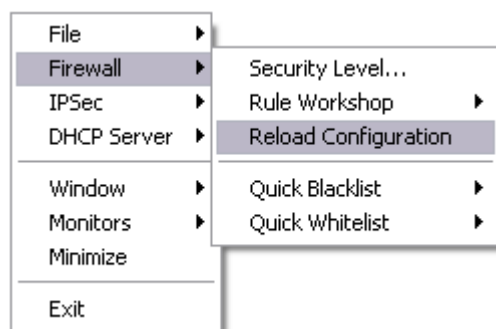 File
Firewall
IPSec
DHCP Server
Window
Monitors
Minimize
Exit
Security Level...
Rule Workshop
Reload Configuration
Quick Blacklist
Quick Whitelist